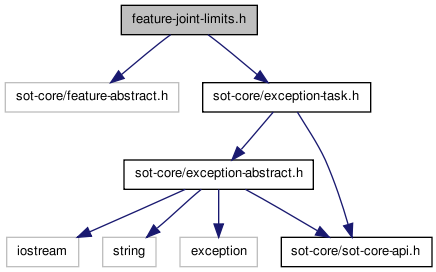 feature-joint-limits.h
sot-core/feature-abstract.h
sot-core/exception-task.h
sot-core/exception-abstract.h
iostream
string
exception
sot-core/sot-core-api.h